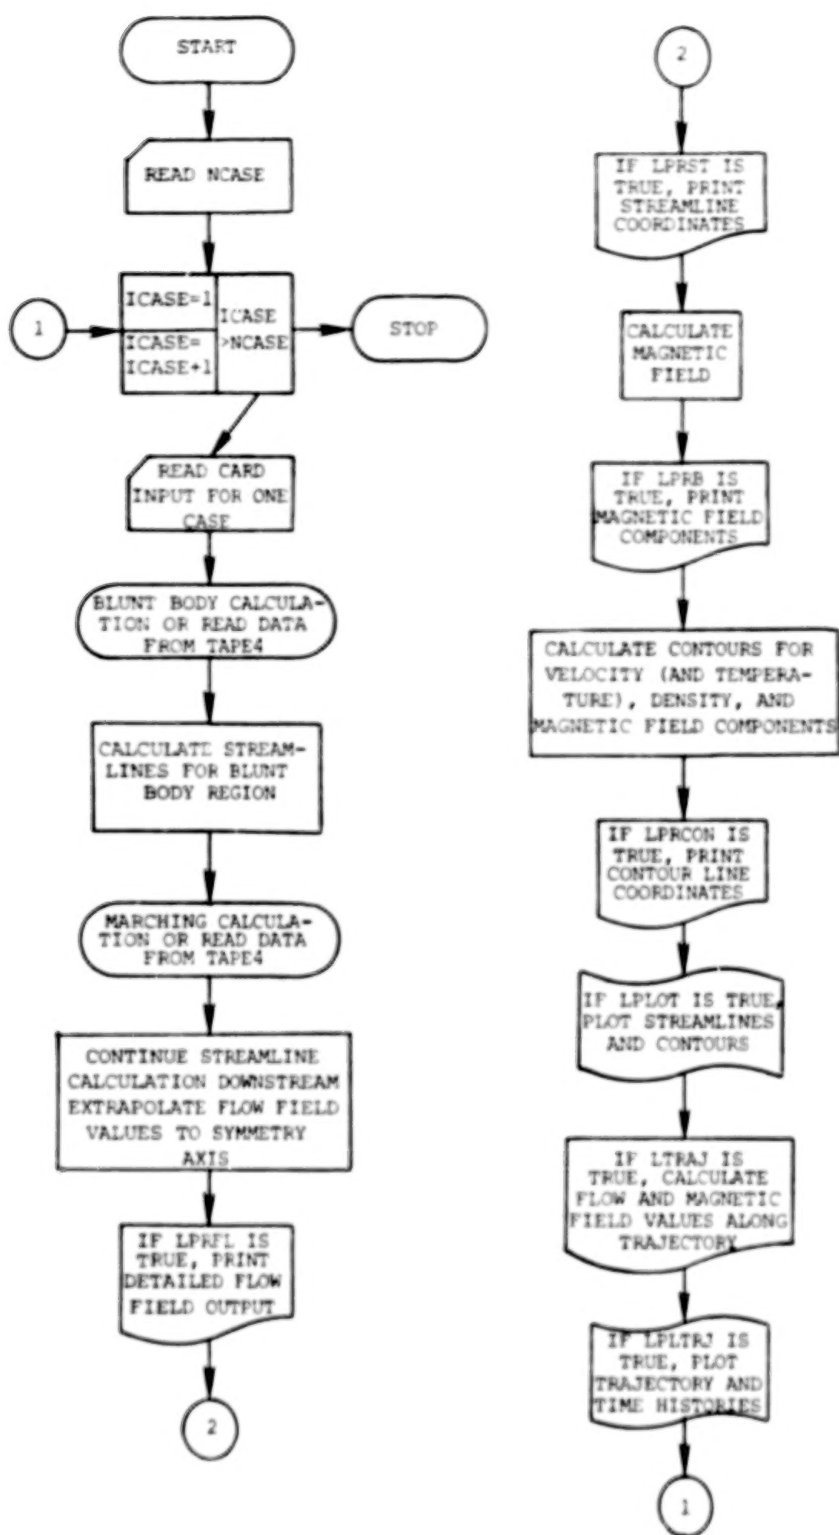 START
READ NCASE
1
ICASE=1
ICASE=
ICASE+1
ICASE
>NCASE
STOP
READ CARD
INPUT FOR ONE
CASE
BLUNT BODY CALCULA-
TION OR READ DATA
FROM TAPE4
CALCULATE STREAM-
LINES FOR BLUNT
BODY REGION
MARCHING CALCULA-
TION OR READ DATA
FROM TAPE4
CONTINUE STREAMLINE
CALCULATION DOWNSTREAM
EXTRAPOLATE FLOW FIELD
VALUES TO SYMMETRY
AXIS
IF LPRFL IS
TRUE, PRINT
DETAILED FLOW
FIELD OUTPUT
2
2
IF LPRST IS
TRUE, PRINT
STREAMLINE
COORDINATES
CALCULATE
MAGNETIC
FIELD
IF LPRB IS
TRUE, PRINT
MAGNETIC FIELD
COMPONENTS
CALCULATE CONTOURS FOR
VELOCITY (AND TEMPERA-
TURE), DENSITY, AND
MAGNETIC FIELD COMPONENTS
IF LPRCON IS
TRUE, PRINT
CONTOUR LINE
COORDINATES
IF LPLOT IS TRUE,
PLOT STREAMLINES
AND CONTOURS
IF LTRAJ IS
TRUE, CALCULATE
FLOW AND MAGNETIC
FIELD VALUES ALONG
TRAJECTORY
IF LPLTRJ IS
TRUE, PLOT
TRAJECTORY AND
TIME HISTORIES
1